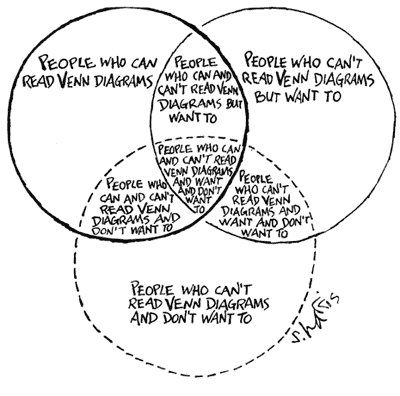 PEOPLE WHO CAN
READ VENN DIAGRAMS
PEOPLE
WHO CAN AND
CAN'T READ VENN
DIAGRAMS BUT
WANT TO
PEOPLE WHO CAN'T
READ VENN DIAGRAMS
BUT WANT TO
PEOPLE WHO CAN
AND CAN'T READ
VENN DIAGRAMS
AND WANT
AND DON'T
WANT
TO
PEOPLE WHO
CAN AND CAN'T
READ VENN
DIAGRAMS AND
DON'T WANT TO
PEOPLE
WHO CAN'T
READ VENN
DIAGRAMS AND
WANT AND DON'T
WANT TO
PEOPLE WHO CAN'T
READ VENN DIAGRAMS
AND DON'T WANT TO
S. HARRIS